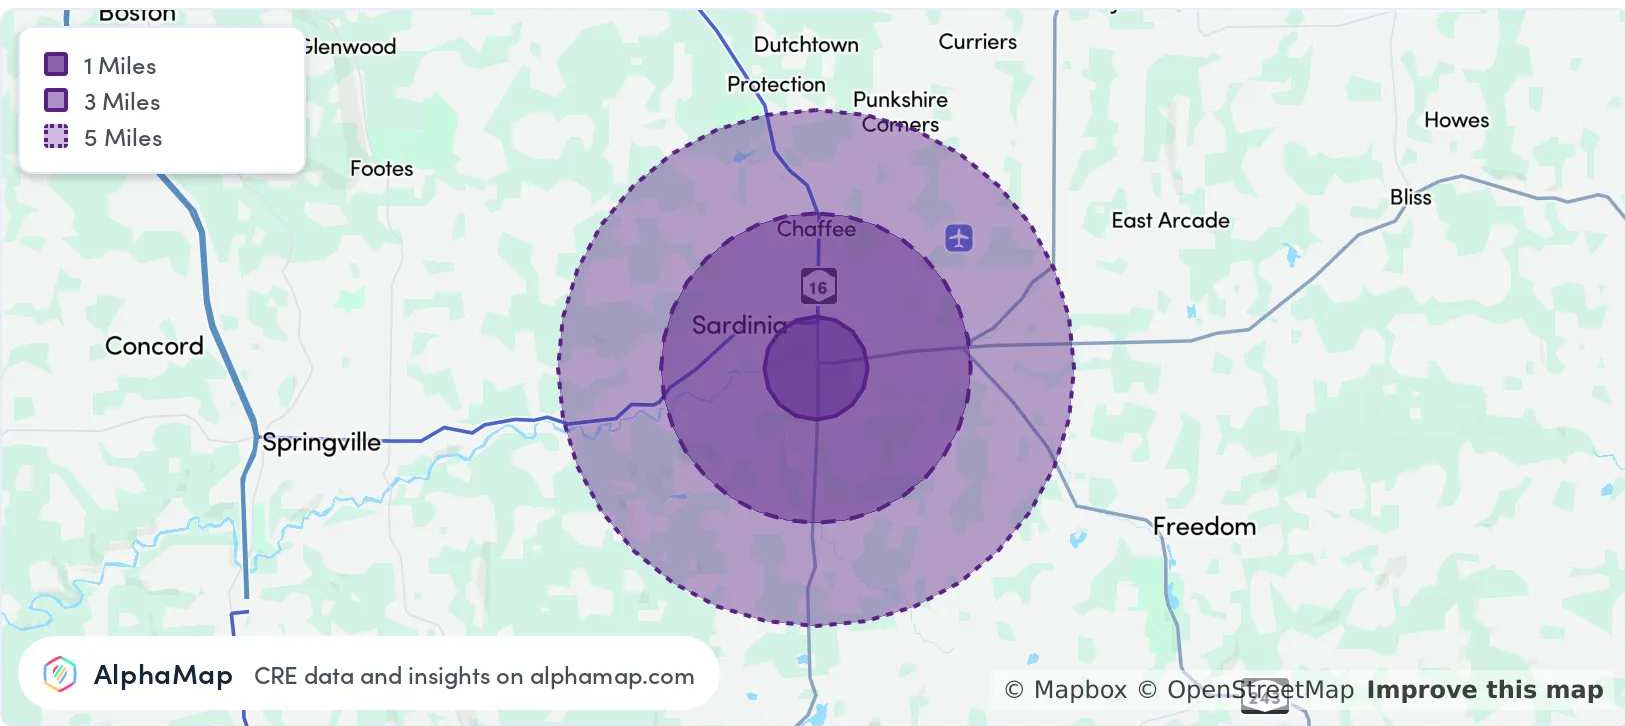 Boston
1 Miles
3 Miles
5 Miles
Glenwood
Dutchtown
Curriers
Protection
Punkshire
Corners
Howes
Footes
Bliss
East Arcade
Chaffee
16
Sardinia
Concord
Springville
Freedom
AlphaMap CRE data and insights on alphamap.com
243
© Mapbox © OpenStreetMap Improve this map